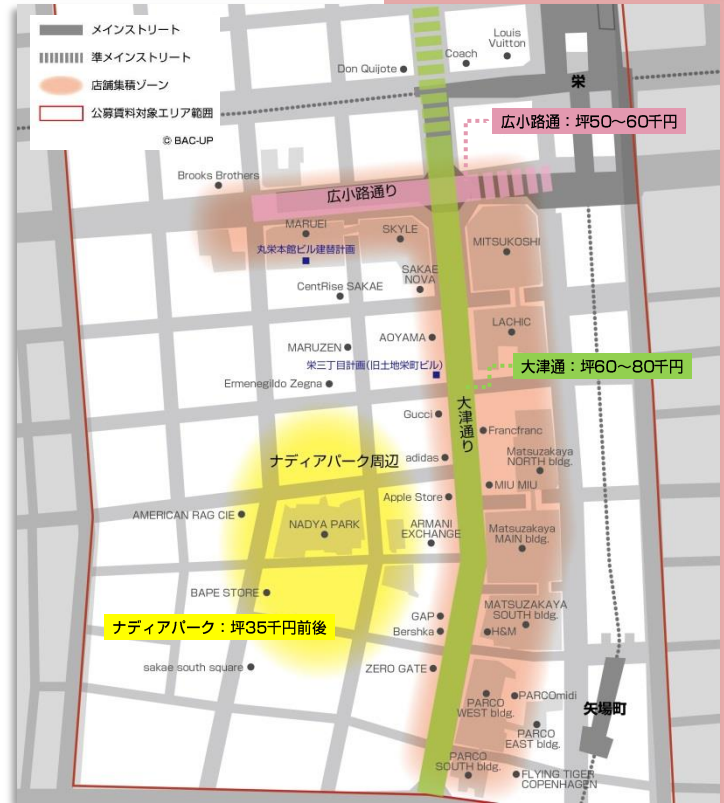 メインストリート
準メインストリート
店舗集積ゾーン
公募賃料対象エリア範囲
© BAC-UP
Louis
Vuitton
Coach
Don Quijote
栄
広小路通：坪50～60千円
Brooks Brothers
広小路通り
MARUEI
SKYLE
MITSUKOSHI
丸栄本館ビル建替計画
SAKAE
NOVA
CentRise SAKAE
LACHIC
AOYAMA
MARUZEN
栄三丁目計画(旧土地栄町ビル)
大津通：坪60～80千円
Ermenegildo Zegna
大津通り
Gucci
Francfranc
ナディアパーク周辺
adidas
Matsuzakaya
NORTH bldg.
MIU MIU
Apple Store
AMERICAN RAG CIE
NADYA PARK
ARMANI
EXCHANGE
Matsuzakaya
MAIN bldg.
BAPE STORE
MATSUZAKAYA
SOUTH bldg.
GAP
ナディアパーク：坪35千円前後
Bershka
H&M
sakae south square
ZERO GATE
PARCO
WEST bldg.
PARCOmidi
矢場町
PARCO
EAST bldg.
PARCO
SOUTH bldg.
FLYING TIGER
COPENHAGEN